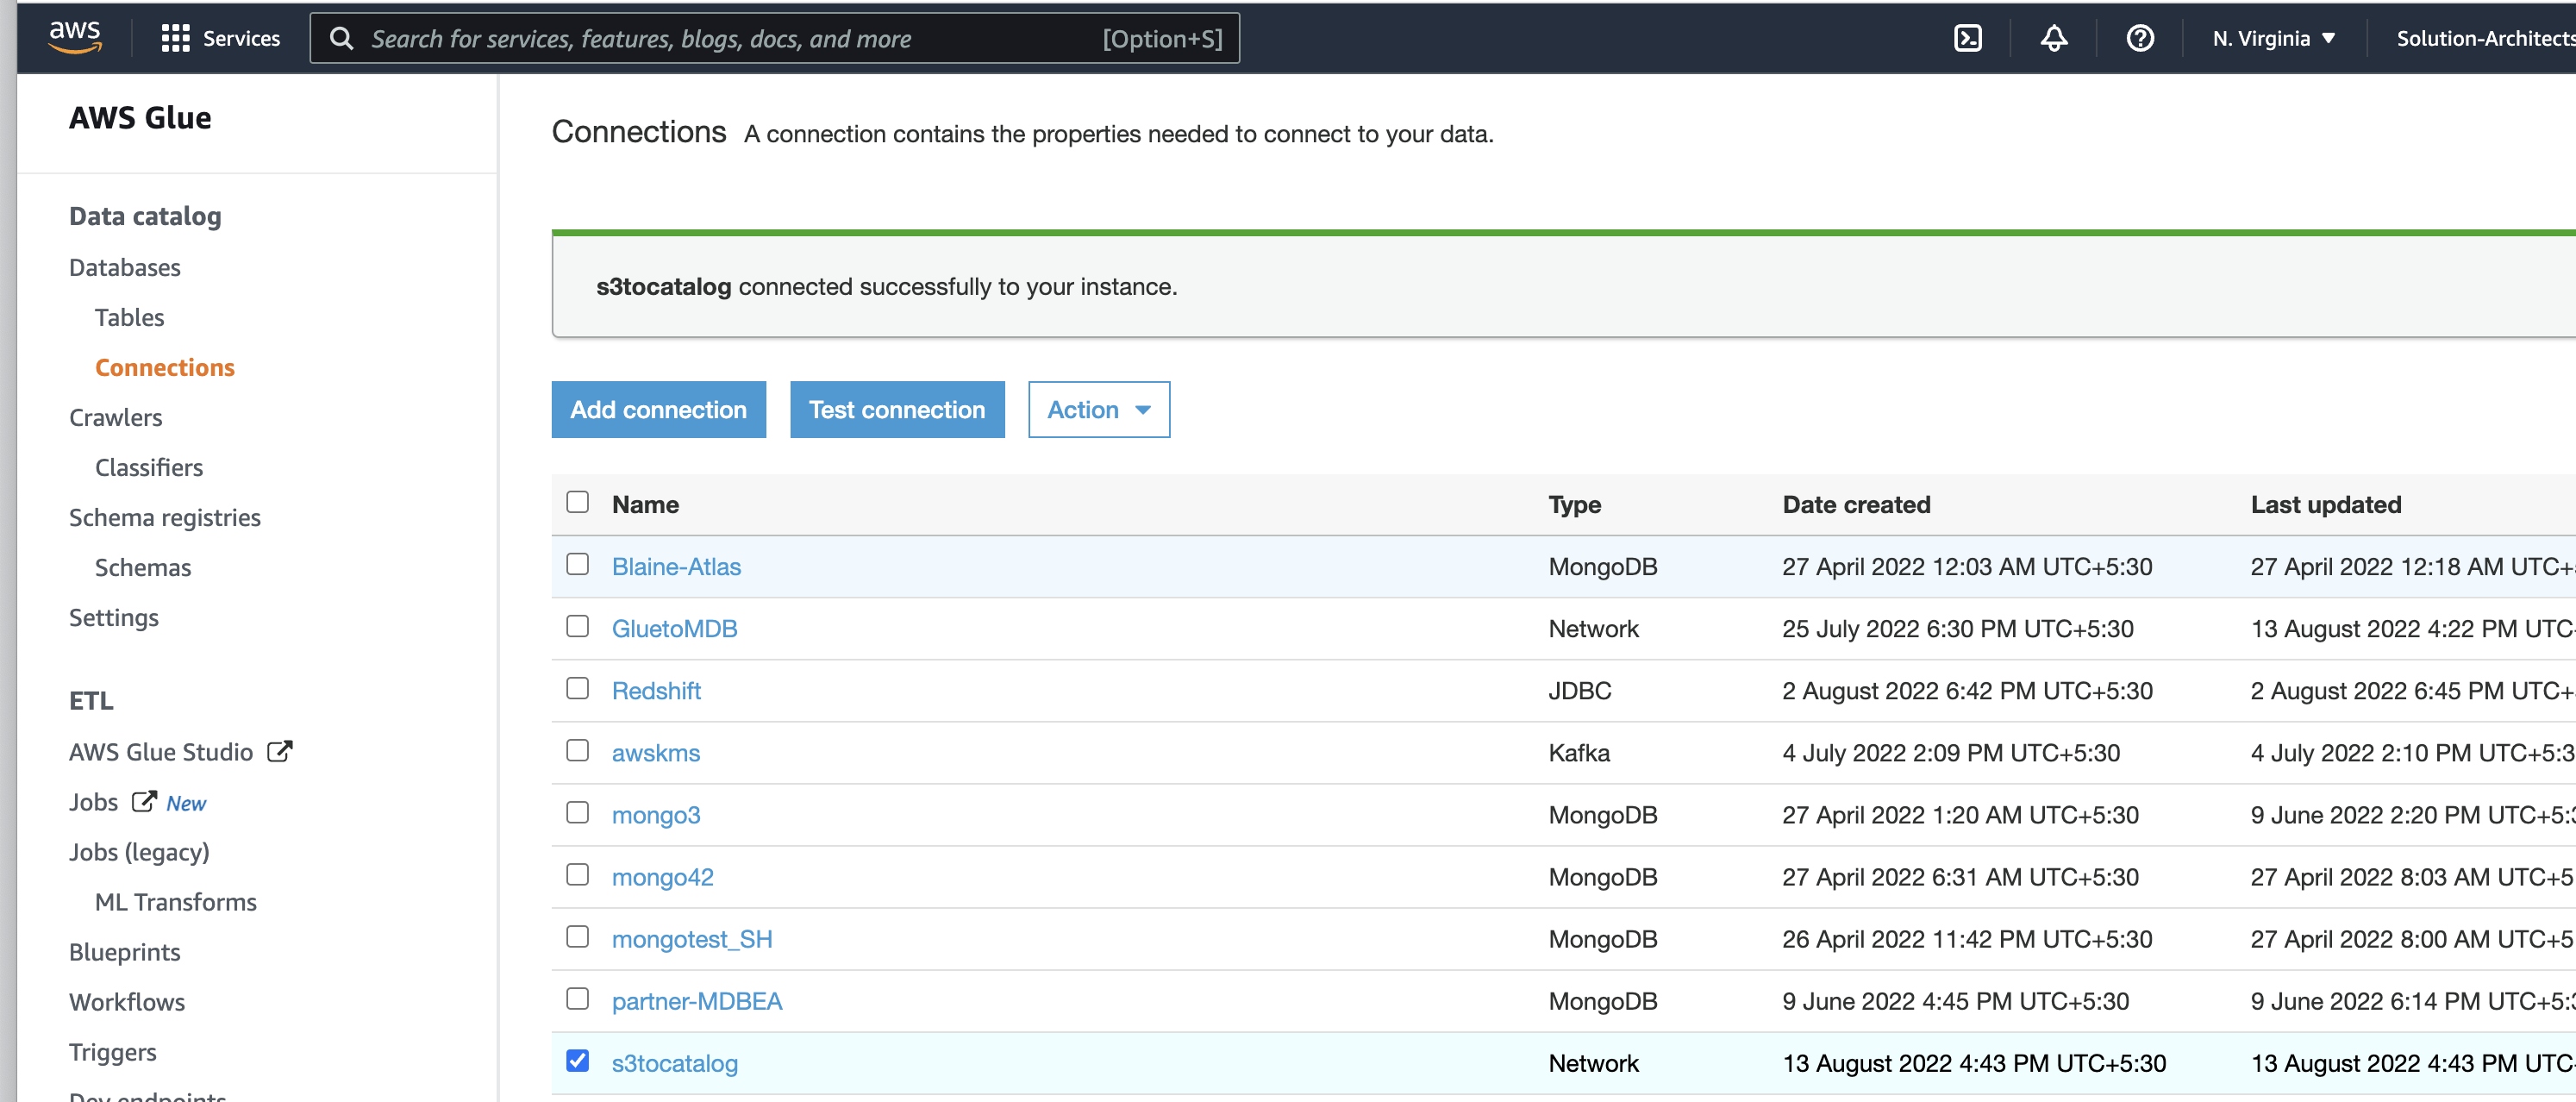 aws Services Search for services, features, blogs, docs, and more [Option+S] N. Virginia ▼ Solution-Architects
AWS Glue
Data catalog
Databases
Tables
Connections
Crawlers
Classifiers
Schema registries
Schemas
Settings
ETL
AWS Glue Studio
Jobs New
Jobs (legacy)
ML Transforms
Blueprints
Workflows
Triggers
Dev endpoints
Connections A connection contains the properties needed to connect to your data.
s3tocatalog connected successfully to your instance.
Add connection Test connection Action
Name Type Date created Last updated
Blaine-Atlas MongoDB 27 April 2022 12:03 AM UTC+5:30 27 April 2022 12:18 AM UTC+
GluetoMDB Network 25 July 2022 6:30 PM UTC+5:30 13 August 2022 4:22 PM UTC
Redshift JDBC 2 August 2022 6:42 PM UTC+5:30 2 August 2022 6:45 PM UTC+
awskms Kafka 4 July 2022 2:09 PM UTC+5:30 4 July 2022 2:10 PM UTC+5:3
mongo3 MongoDB 27 April 2022 1:20 AM UTC+5:30 9 June 2022 2:20 PM UTC+5:
mongo42 MongoDB 27 April 2022 6:31 AM UTC+5:30 27 April 2022 8:03 AM UTC+5
mongotest_SH MongoDB 26 April 2022 11:42 PM UTC+5:30 27 April 2022 8:00 AM UTC+5
partner-MDBEA MongoDB 9 June 2022 4:45 PM UTC+5:30 9 June 2022 6:14 PM UTC+5:
s3tocatalog Network 13 August 2022 4:43 PM UTC+5:30 13 August 2022 4:43 PM UTC